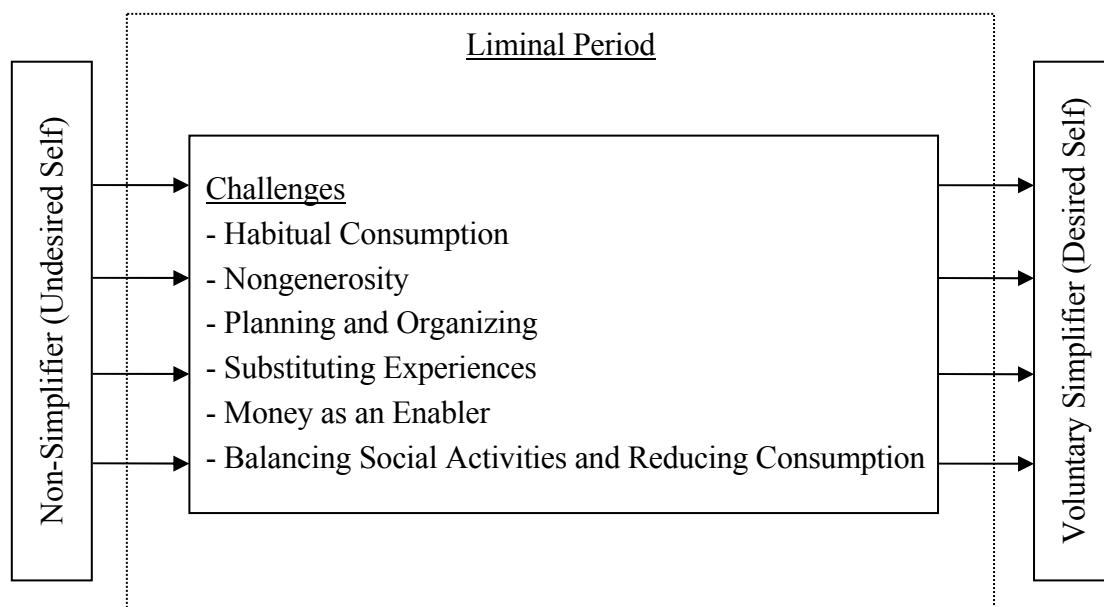 Liminal Period
Non-Simplifier (Undesired Self)
Challenges
- Habitual Consumption
- Nongenerosity
- Planning and Organizing
- Substituting Experiences
- Money as an Enabler
- Balancing Social Activities and Reducing Consumption
Voluntary Simplifier (Desired Self)